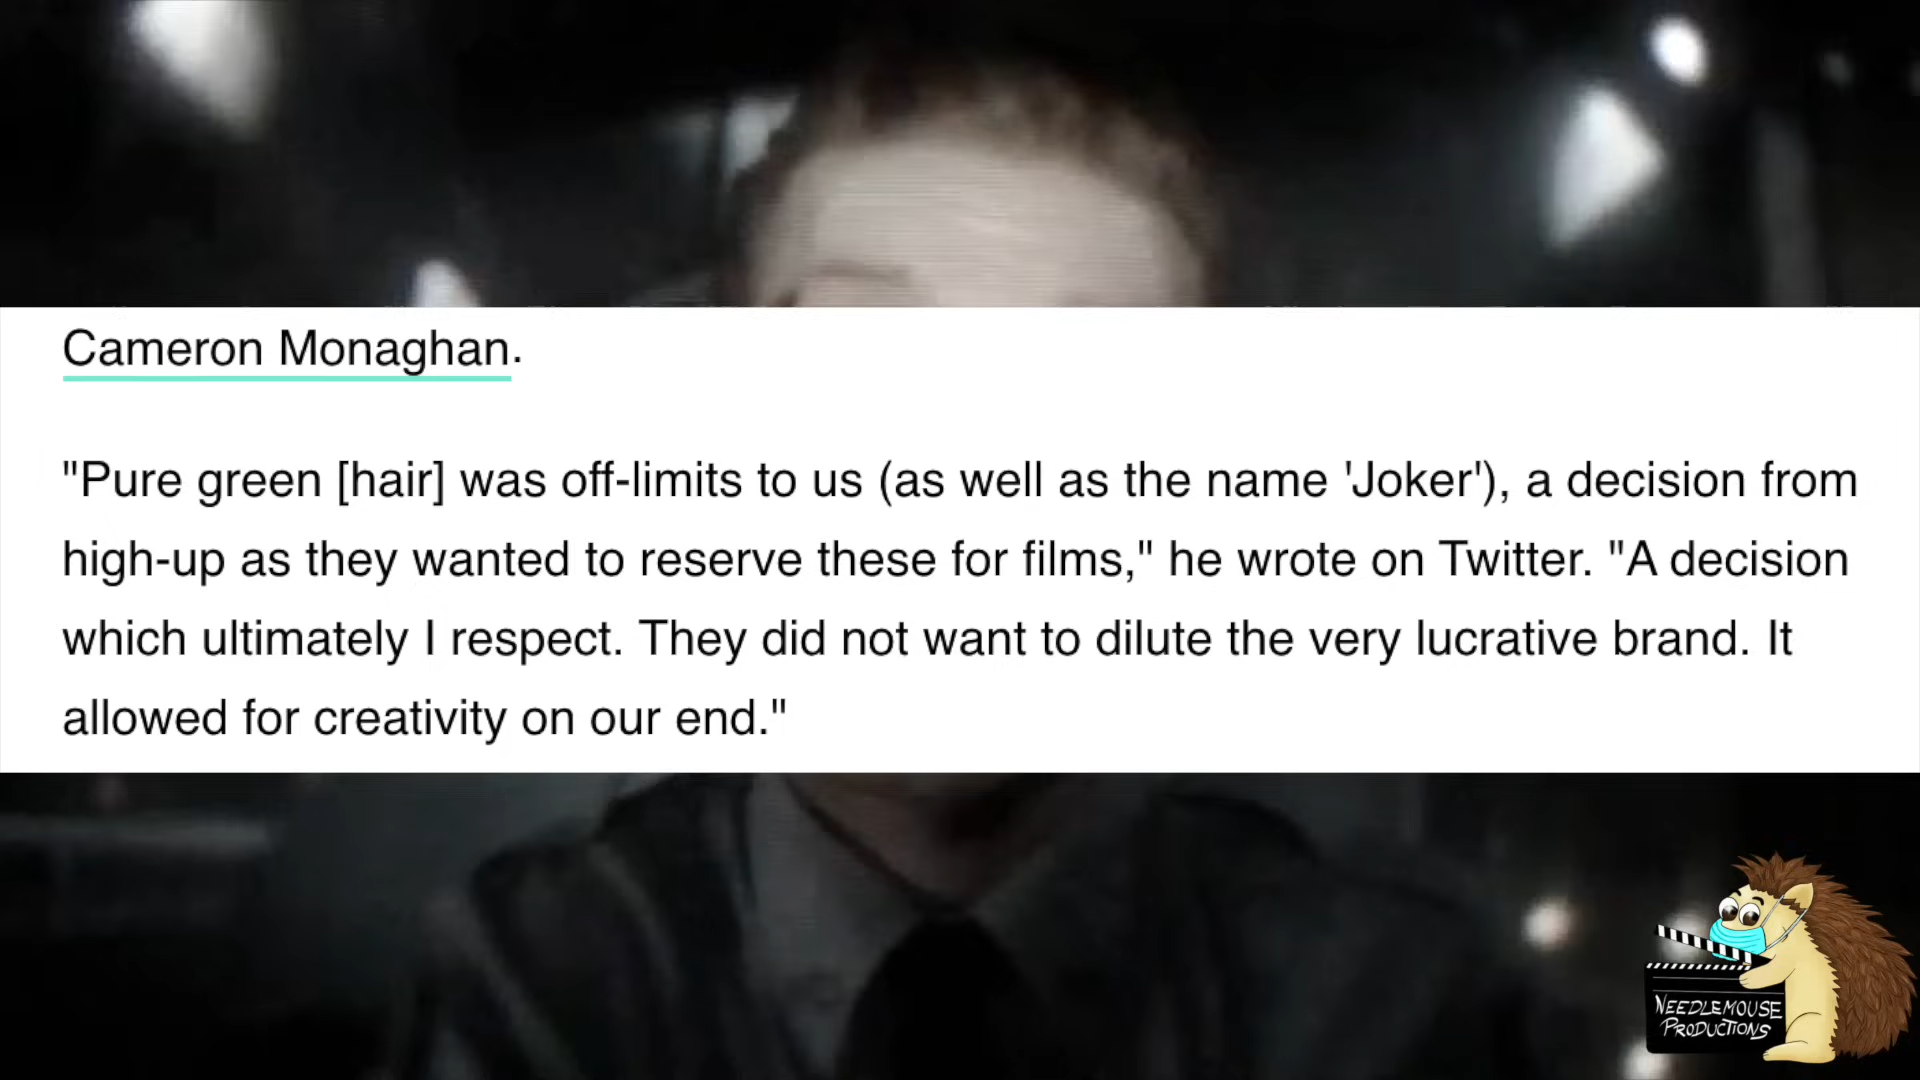 Cameron Monaghan.
"Pure green [hair] was off-limits to us (as well as the name 'Joker'), a decision from
high-up as they wanted to reserve these for films," he wrote on Twitter. "A decision
which ultimately I respect. They did not want to dilute the very lucrative brand. It
allowed for creativity on our end."
NEEDLEMOUSE
PRODUCTIONS